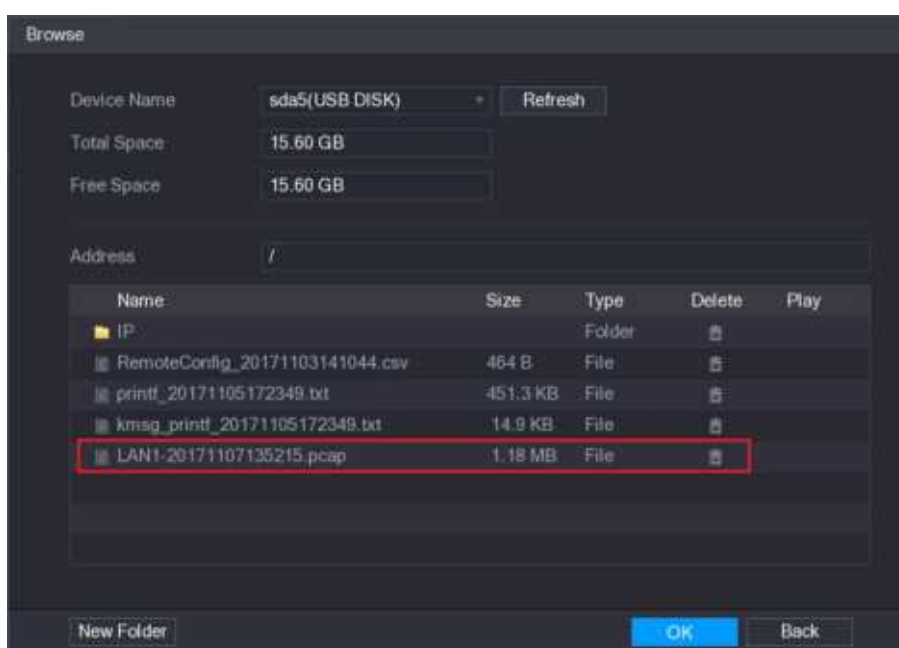 Browse
Device Name sda5(USB DISK) Refresh
Total Space 15.60 GB
Free Space 15.60 GB
Address /
Name Size Type Delete Play
IP Folder
RemoteConfig_20171103141044.csv 464 B File
printf_20171105172349.txt 451.3 KB File
kmsg_printf_20171105172349.txt 14.9 KB File
LAN1-20171107135215.pcap 1.18 MB File
New Folder OK Back